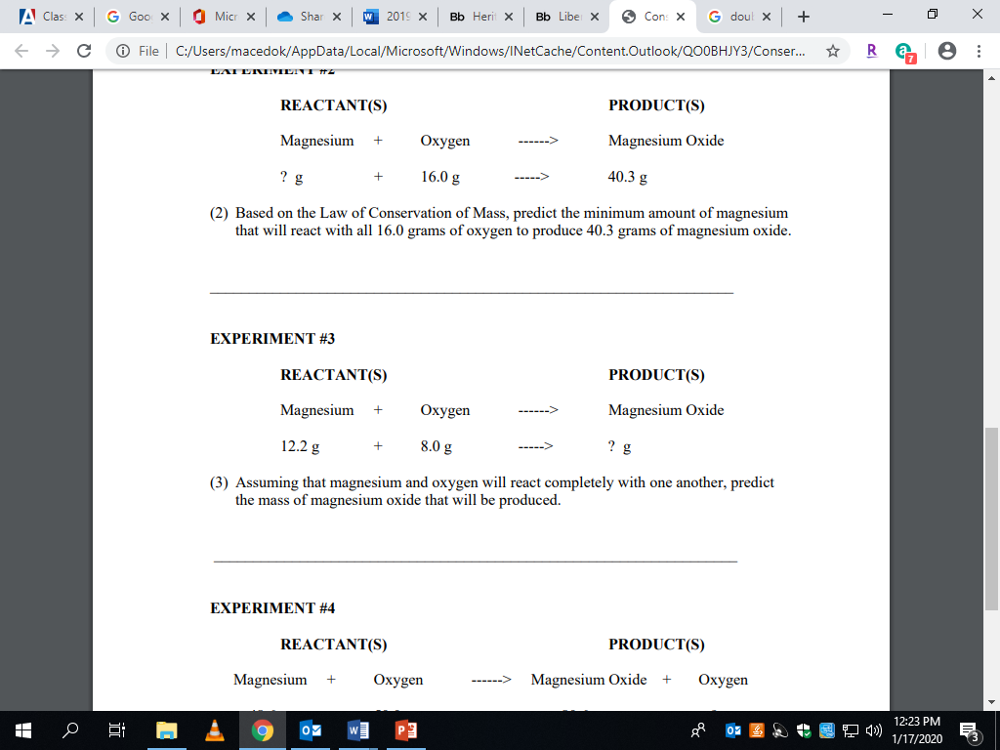 Clas
Goo
Micr
Shar
2019
Bb Herit
Bb Libe
Con
doul
File | C:/Users/macedok/AppData/Local/Microsoft/Windows/INetCache/Content.Outlook/QO0BHJY3/Conser...
R
a 7
EXPERIMENT #2
REACTANT(S) PRODUCT(S)
Magnesium + Oxygen ------> Magnesium Oxide
? g + 16.0 g -----> 40.3 g
(2) Based on the Law of Conservation of Mass, predict the minimum amount of magnesium
that will react with all 16.0 grams of oxygen to produce 40.3 grams of magnesium oxide.
EXPERIMENT #3
REACTANT(S) PRODUCT(S)
Magnesium + Oxygen ------> Magnesium Oxide
12.2 g + 8.0 g -----> ? g
(3) Assuming that magnesium and oxygen will react completely with one another, predict
the mass of magnesium oxide that will be produced.
EXPERIMENT #4
REACTANT(S) PRODUCT(S)
Magnesium + Oxygen ------> Magnesium Oxide + Oxygen
12:23 PM
1/17/2020
3